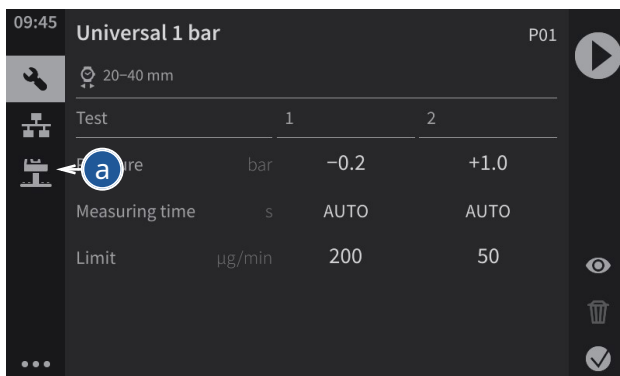 09:45
Universal 1 bar P01
20–40 mm
Test 1 2
bar −0.2 +1.0
a
Measuring time s AUTO AUTO
Limit µg/min 200 50